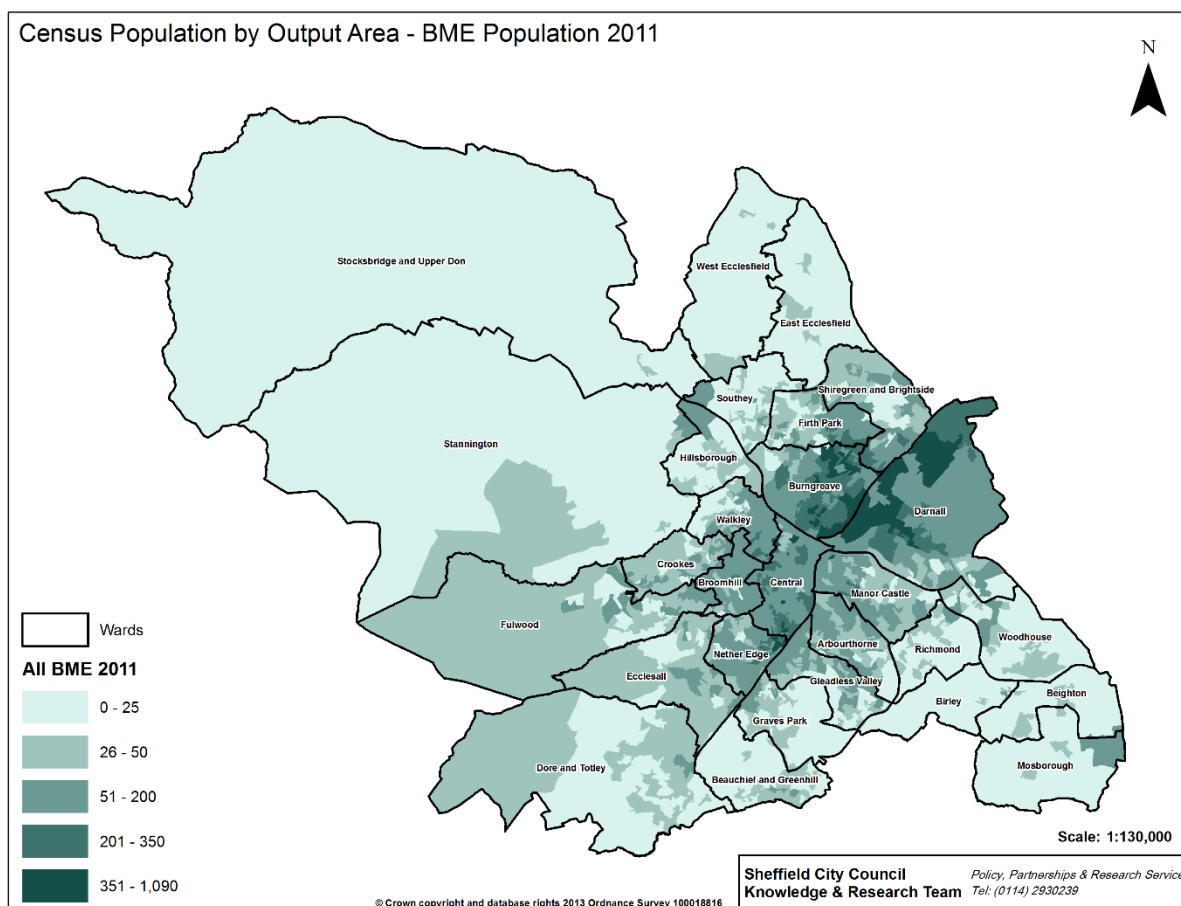 Census Population by Output Area - BME Population 2011
N
Stocksbridge and Upper Don
West Ecclesfield
East Ecclesfield
Southey
Shiregreen and Brightside
Firth Park
Stannington
Hillsborough
Burngreave
Darnall
Walkley
Crookes
Broomhill
Central
Manor Castle
Fulwood
Arbourthorne
Woodhouse
Nether Edge
Richmond
Ecclesall
Gleadless Valley
Birley
Beighton
Graves Park
Dore and Totley
Beauchief and Greenhill
Mosborough
Wards
All BME 2011
0 - 25
26 - 50
51 - 200
201 - 350
351 - 1,090
Scale: 1:130,000
Sheffield City Council
Knowledge & Research Team
Policy, Partnerships & Research Service
Tel: (0114) 2930239
© Crown copyright and database rights 2013 Ordnance Survey 100018816